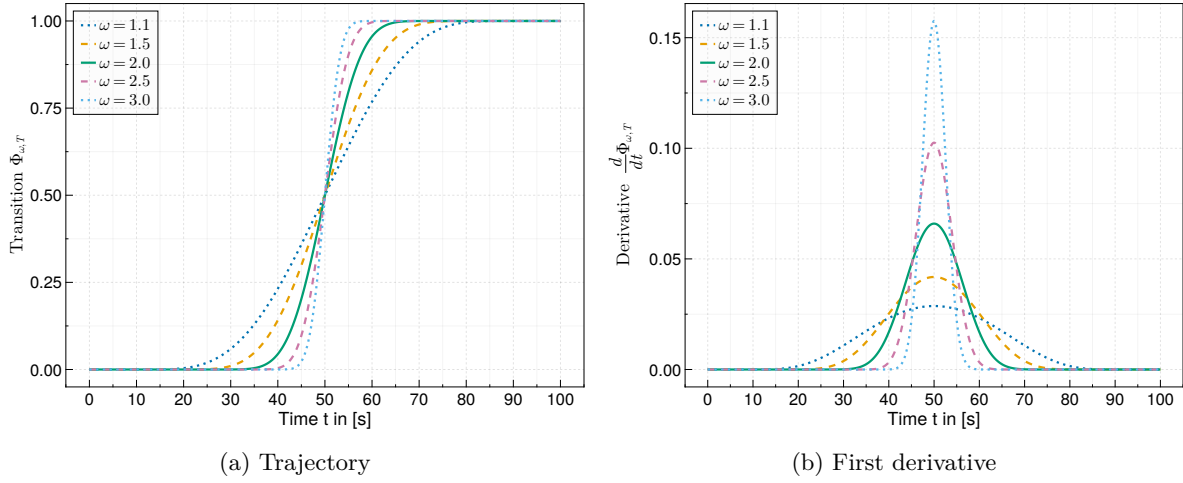 1.00
0.75
0.50
0.25
0.00
Transition Φω,T
ω = 1.1
ω = 1.5
ω = 2.0
ω = 2.5
ω = 3.0
0 10 20 30 40 50 60 70 80 90 100
Time t in [s]
(a) Trajectory
0.15
0.10
0.05
0.00
Derivative d/dt Φω,T
ω = 1.1
ω = 1.5
ω = 2.0
ω = 2.5
ω = 3.0
0 10 20 30 40 50 60 70 80 90 100
Time t in [s]
(b) First derivative